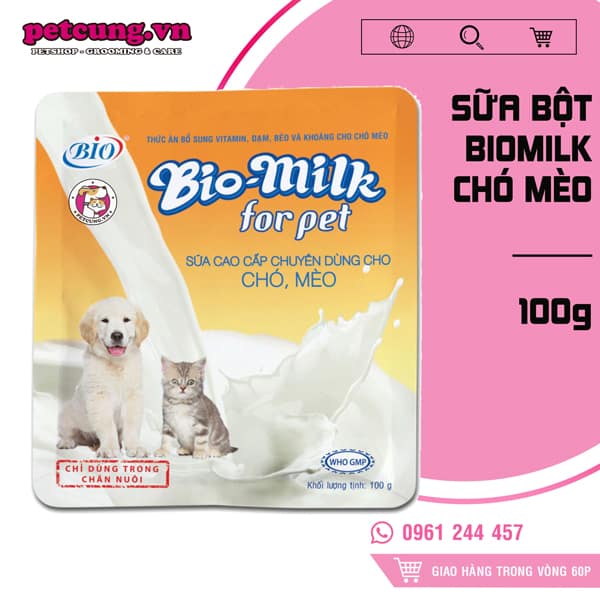 petcung.vn
PETSHOP - GROOMING & CARE
SỮA BỘT
BIOMILK
CHÓ MÈO
100g
THỨC ĂN BỔ SUNG VITAMIN, ĐẠM, BÉO VÀ KHOÁNG CHO CHÓ MÈO
BIO
PETCUNG.VN
Bio-Milk
for pet
SỮA CAO CẤP CHUYÊN DÙNG CHO
CHÓ, MÈO
CHỈ DÙNG TRONG
CHĂN NUÔI
WHO GMP
Khối lượng tịnh: 100 g
0961 244 457
GIAO HÀNG TRONG VÒNG 60P